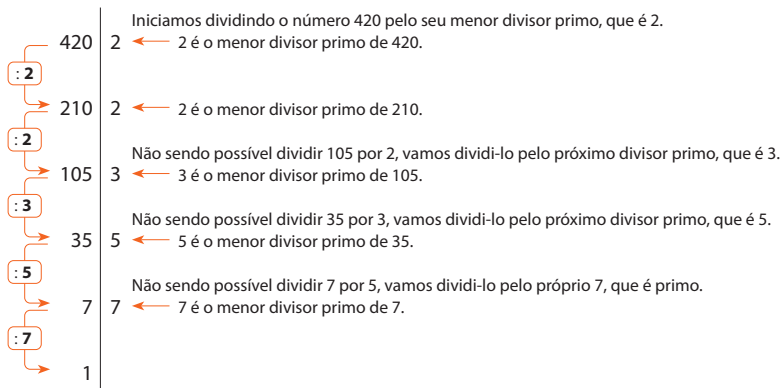 Iniciamos dividindo o número 420 pelo seu menor divisor primo, que é 2.
420 2 2 é o menor divisor primo de 420.
: 2
210 2 2 é o menor divisor primo de 210.
: 2
Não sendo possível dividir 105 por 2, vamos dividi-lo pelo próximo divisor primo, que é 3.
105 3 3 é o menor divisor primo de 105.
: 3
Não sendo possível dividir 35 por 3, vamos dividi-lo pelo próximo divisor primo, que é 5.
35 5 5 é o menor divisor primo de 35.
: 5
Não sendo possível dividir 7 por 5, vamos dividi-lo pelo próprio 7, que é primo.
7 7 7 é o menor divisor primo de 7.
: 7
1